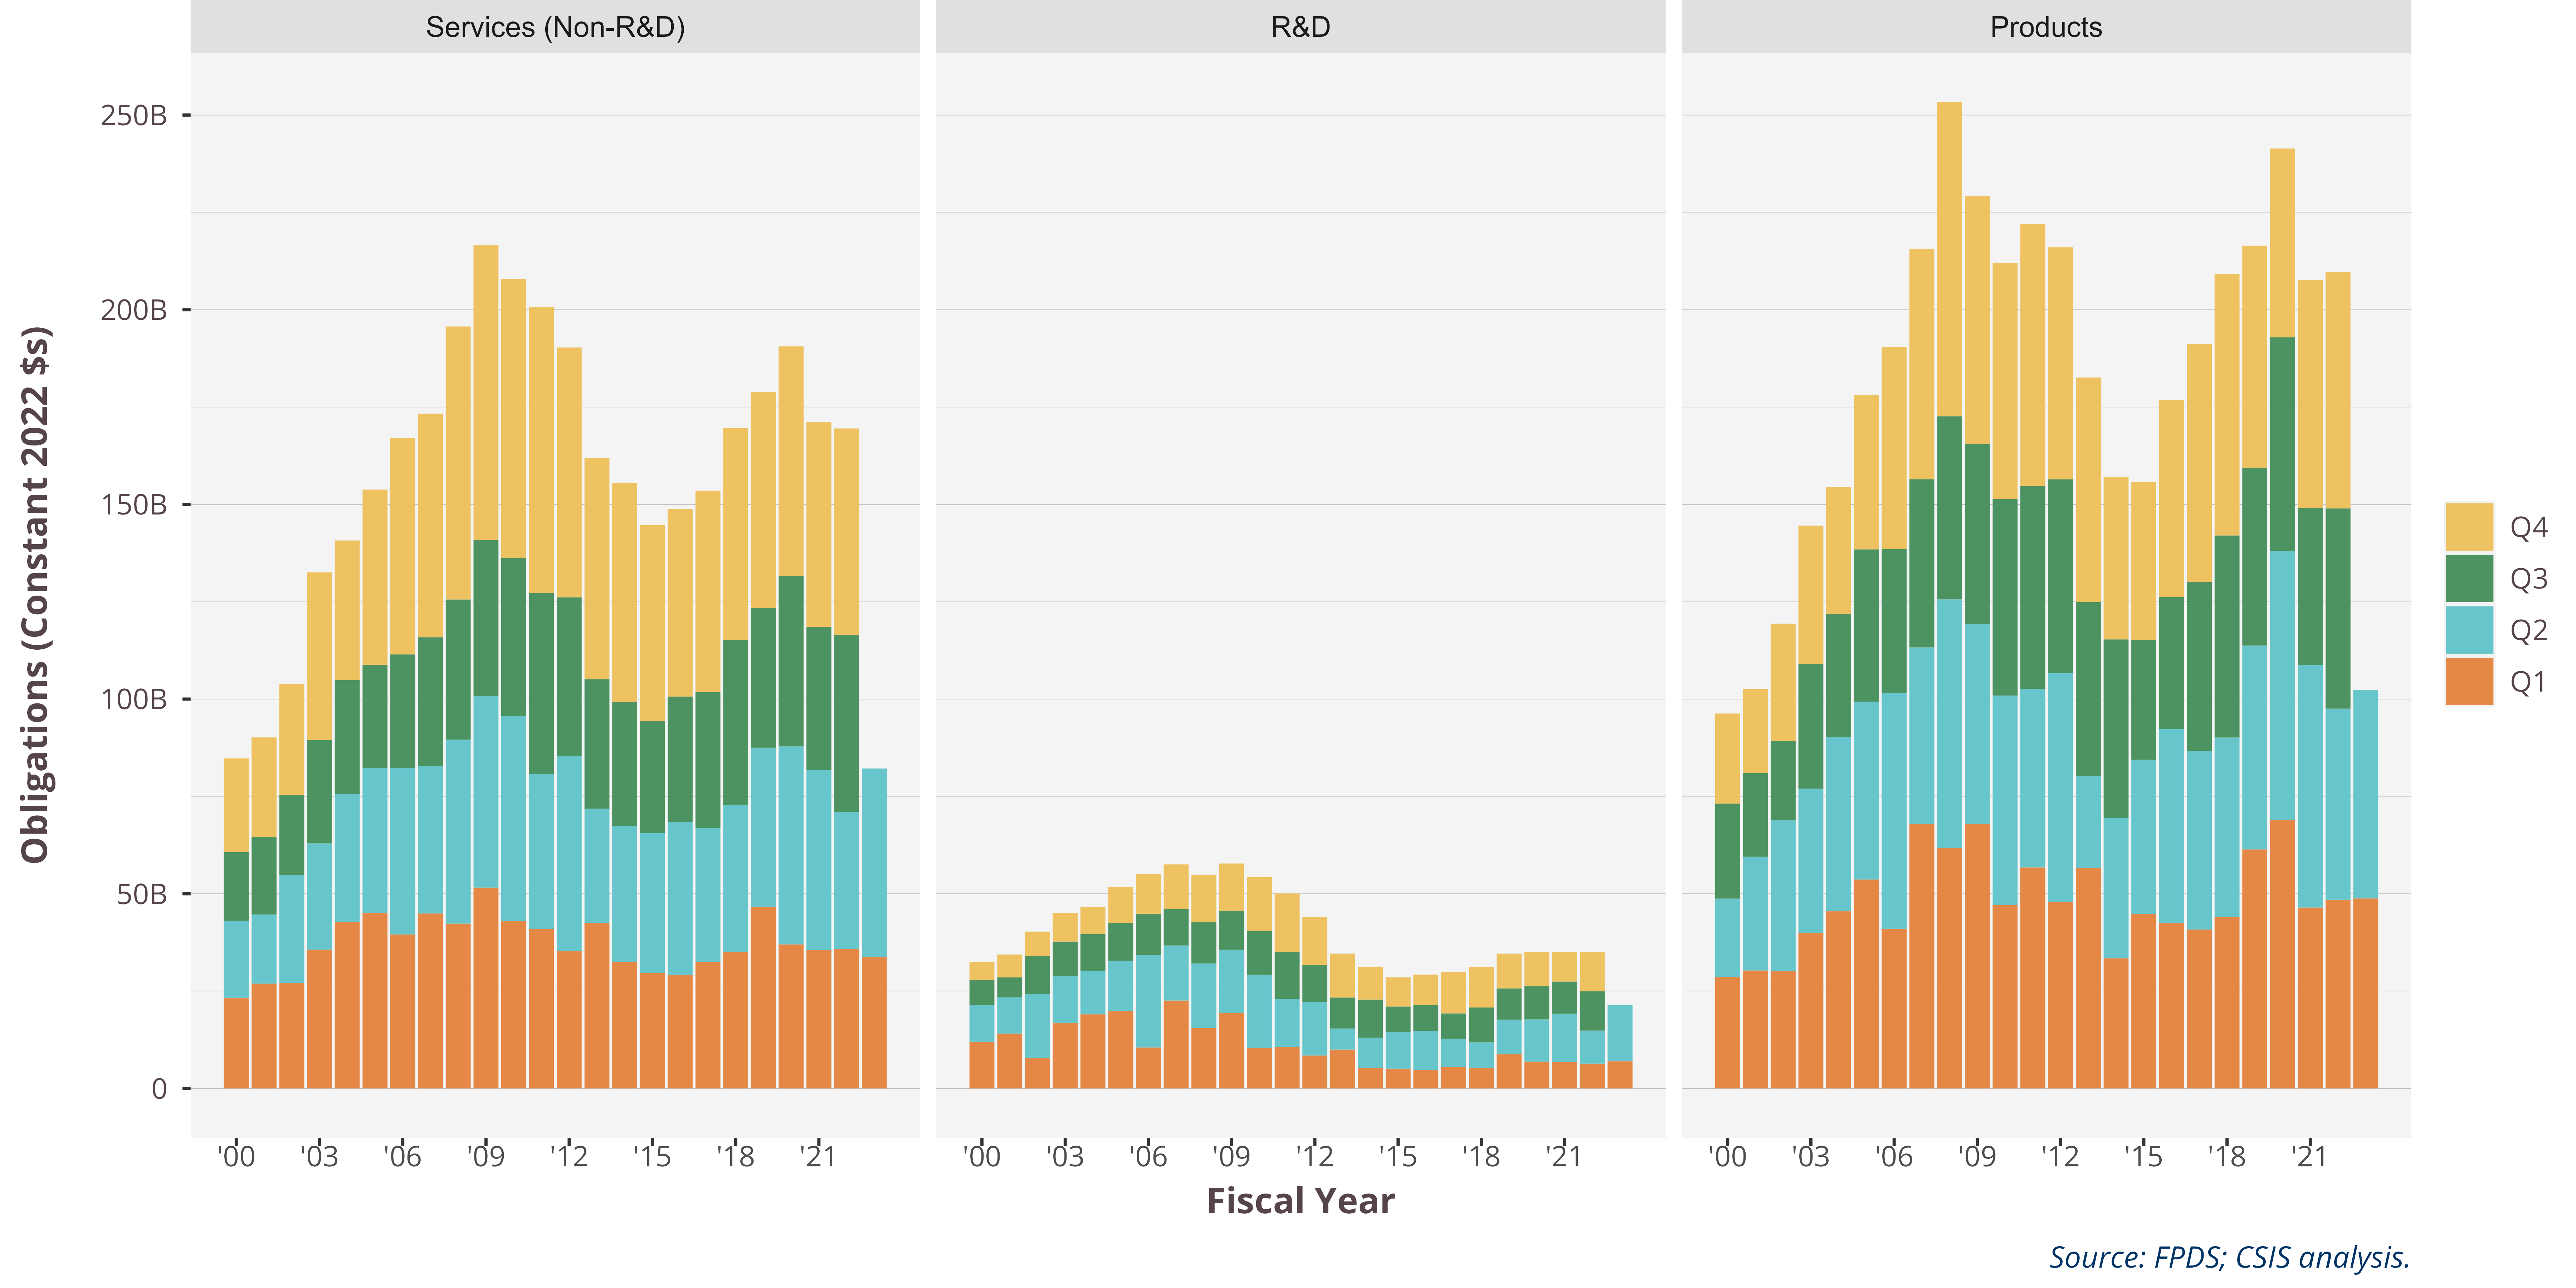 Services (Non-R&D)
R&D
Products
Obligations (Constant 2022 $s)
250B
200B
150B
100B
50B
0
'00 '03 '06 '09 '12 '15 '18 '21
'00 '03 '06 '09 '12 '15 '18 '21
'00 '03 '06 '09 '12 '15 '18 '21
Fiscal Year
Q4
Q3
Q2
Q1
Source: FPDS; CSIS analysis.